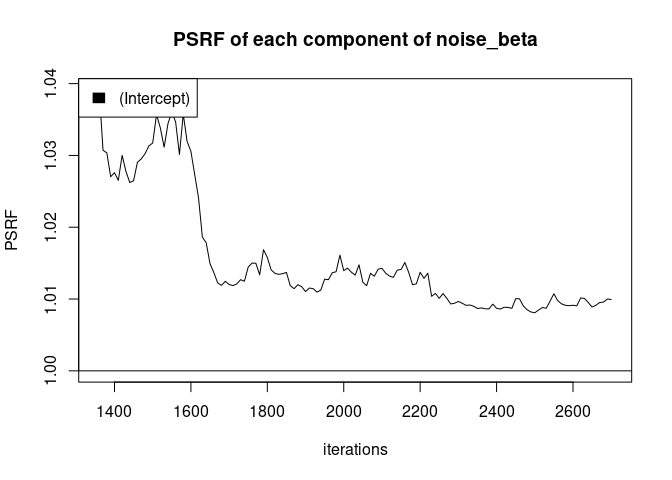 PSRF of each component of noise_beta
(Intercept)
PSRF
1.04
1.03
1.02
1.01
1.00
1400 1600 1800 2000 2200 2400 2600
iterations